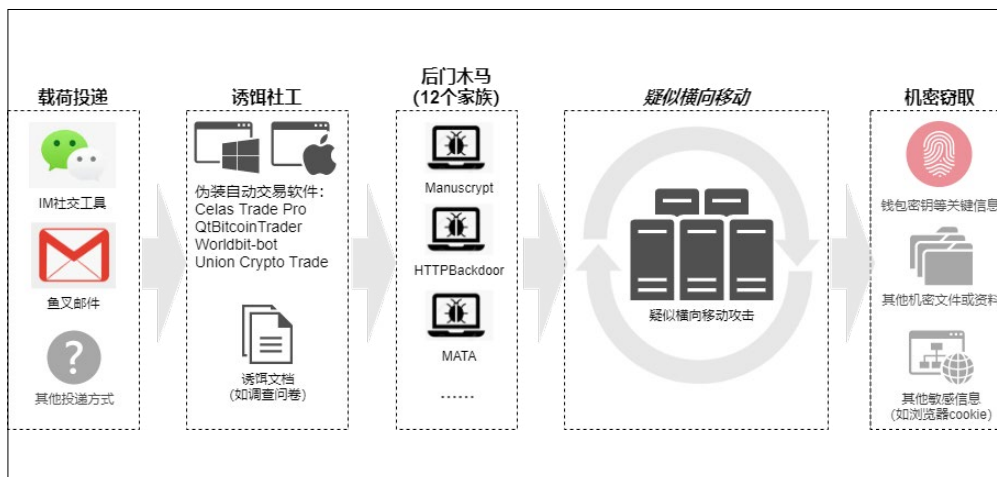 载荷投递
IM社交工具
鱼叉邮件
?
其他投递方式
诱饵社工
伪装自动交易软件：
Celas Trade Pro
QtBitcoinTrader
Worldbit-bot
Union Crypto Trade
诱饵文档
(如调查问卷)
后门木马
(12个家族)
Manuscrypt
HTTPBackdoor
MATA
......
疑似横向移动
疑似横向移动攻击
机密窃取
钱包密钥等关键信息
其他机密文件或资料
其他敏感信息
(如浏览器cookie)